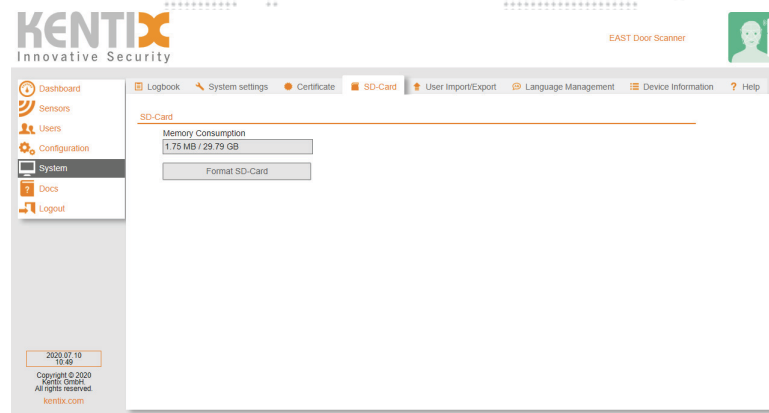 KENTIX
Innovative Security
EAST Door Scanner
Dashboard
Sensors
Users
Configuration
System
Docs
Logout
Logbook
System settings
Certificate
SD-Card
User Import/Export
Language Management
Device Information
? Help
SD-Card
Memory Consumption
1.75 MB / 29.79 GB
Format SD-Card
2020.07.10
10:49
Copyright © 2020
Kentix GmbH.
All rights reserved.
kentix.com